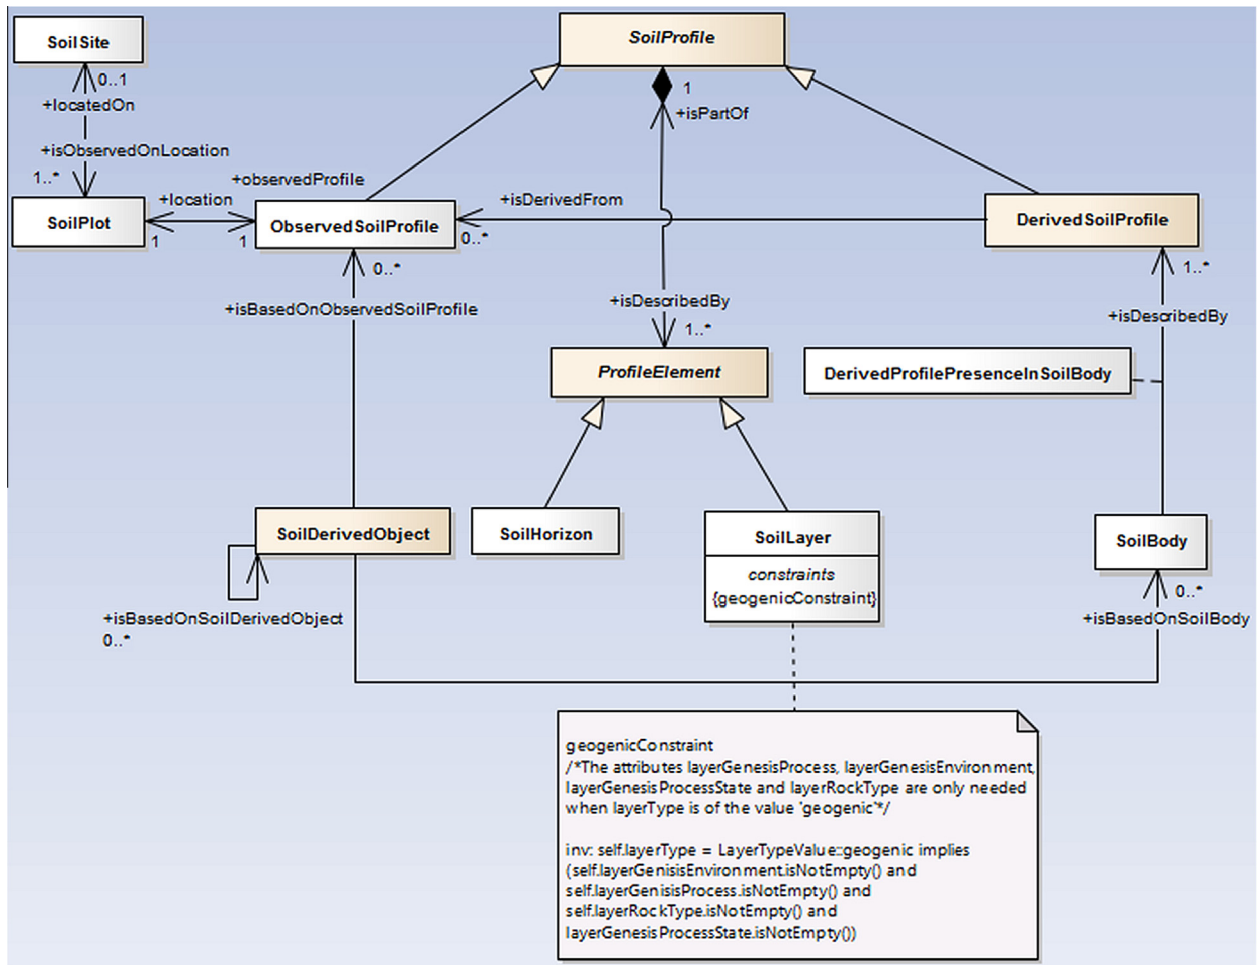 SoilSite
SoilProfile
0..1
1
+locatedOn
+isPartOf
+isObservedOnLocation
1..*
+observedProfile
+location
+isDerivedFrom
SoilPlot
ObservedSoilProfile
DerivedSoilProfile
1
1
0..*
0..*
1..*
+isBasedOnObservedSoilProfile
+isDescribedBy
+isDescribedBy
1..*
ProfileElement
DerivedProfilePresenceInSoilBody
SoilDerivedObject
SoilHorizon
SoilLayer
SoilBody
constraints
{geogenicConstraint}
0..*
+isBasedOnSoilDerivedObject
+isBasedOnSoilBody
0..*
geogenicConstraint
/*The attributes layerGenesisProcess, layerGenesisEnvironment,
layerGenesisProcessState and layerRockType are only needed
when layerType is of the value 'geogenic'*/
inv: self.layerType = LayerTypeValue::geogenic implies
(self.layerGenisisEnvironment.isNotEmpty() and
self.layerGenisisProcess.isNotEmpty() and
self.layerRockType.isNotEmpty() and
layerGenesisProcessState.isNotEmpty())